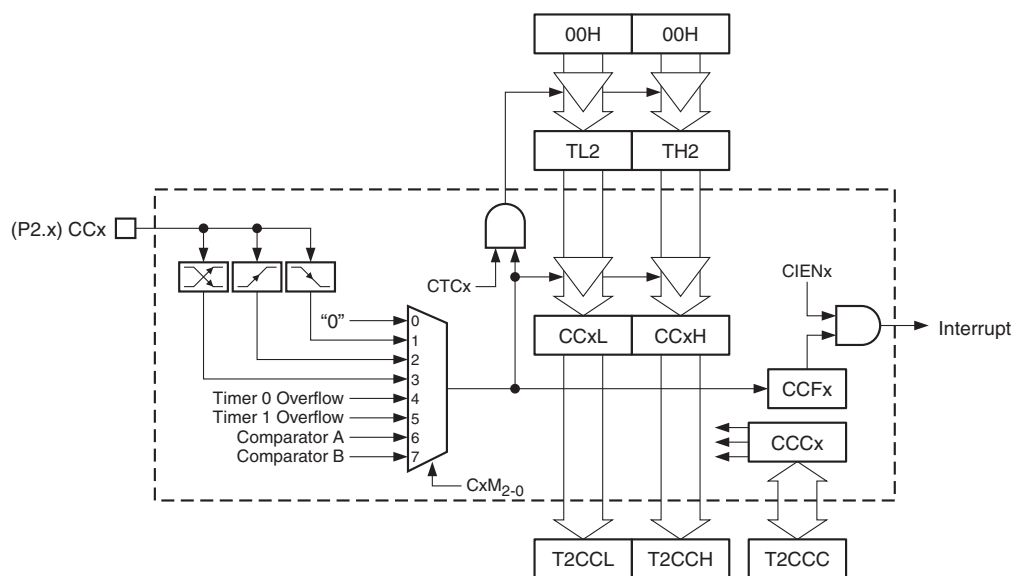 00H 00H
TL2 TH2
(P2.x) CCx
CTCx
CIENx
"0"
0
1
2
3
Timer 0 Overflow 4
Timer 1 Overflow 5
Comparator A 6
Comparator B 7
CxM2-0
CCxL CCxH
Interrupt
CCFx
CCCx
T2CCL T2CCH T2CCC